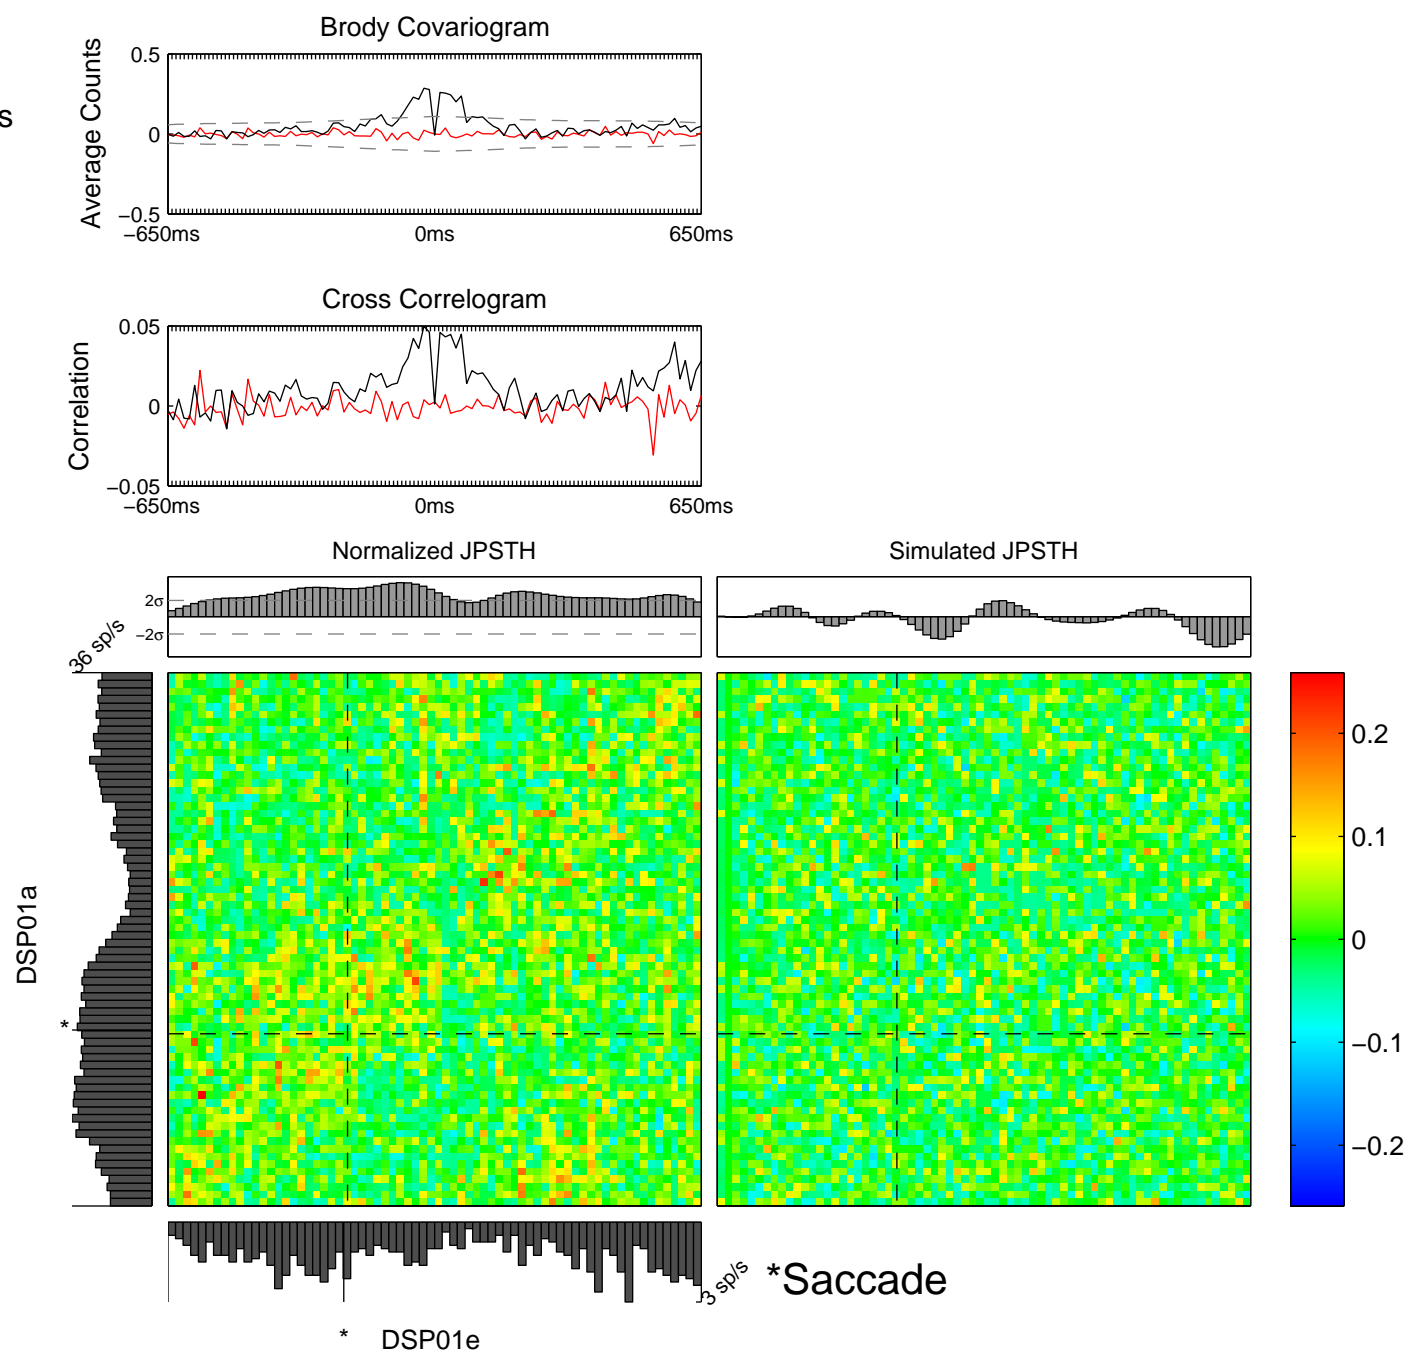 Brody Covariogram
s
Average Counts
0.5
0
−0.5
−650ms 0ms 650ms
Cross Correlogram
Correlation
0.05
0
−0.05
−650ms 0ms 650ms
Normalized JPSTH
Simulated JPSTH
2σ
−2σ
36 sp/s
DSP01a
*
0.2
0.1
0
−0.1
−0.2
3 sp/s
*Saccade
* DSP01e